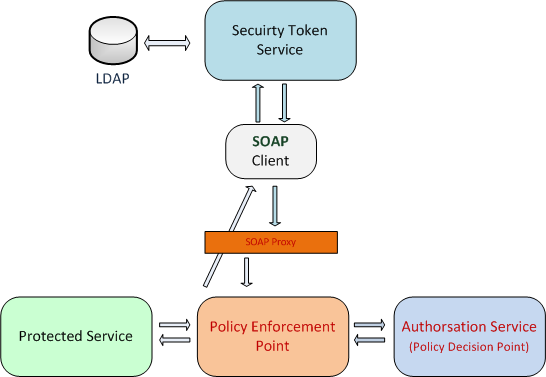 Secuirty Token
Service
LDAP
SOAP
Client
SOAP Proxy
Protected Service
Policy Enforcement
Point
Authorsation Service
(Policy Decision Point)